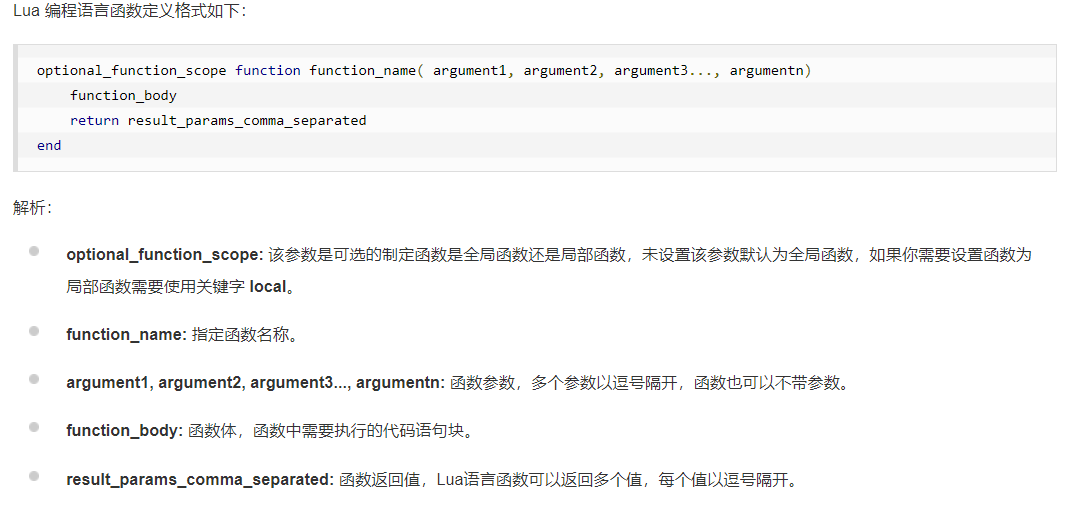 Lua 编程语言函数定义格式如下：
optional_function_scope function function_name( argument1, argument2, argument3..., argumentn)
function_body
return result_params_comma_separated
end
解析：
optional_function_scope: 该参数是可选的制定函数是全局函数还是局部函数，未设置该参数默认为全局函数，如果你需要设置函数为
局部函数需要使用关键字 local。
function_name: 指定函数名称。
argument1, argument2, argument3..., argumentn: 函数参数，多个参数以逗号隔开，函数也可以不带参数。
function_body: 函数体，函数中需要执行的代码语句块。
result_params_comma_separated: 函数返回值，Lua语言函数可以返回多个值，每个值以逗号隔开。